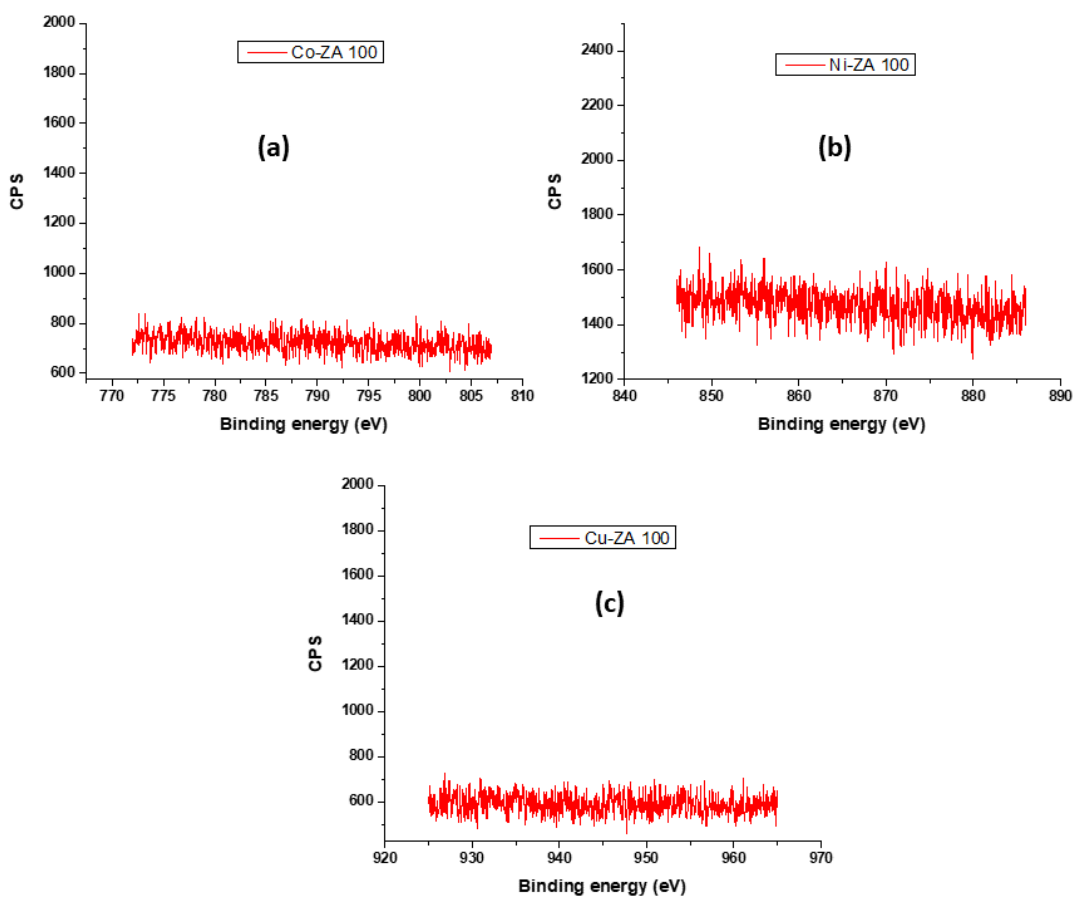 2000
1800
1600
1400
1200
1000
800
600
CPS
Co-ZA 100
(a)
770 775 780 785 790 795 800 805 810
Binding energy (eV)
2400
2200
2000
1800
1600
1400
1200
CPS
Ni-ZA 100
(b)
840 850 860 870 880 890
Binding energy (eV)
2000
1800
1600
1400
1200
1000
800
600
CPS
Cu-ZA 100
(c)
920 930 940 950 960 970
Binding energy (eV)